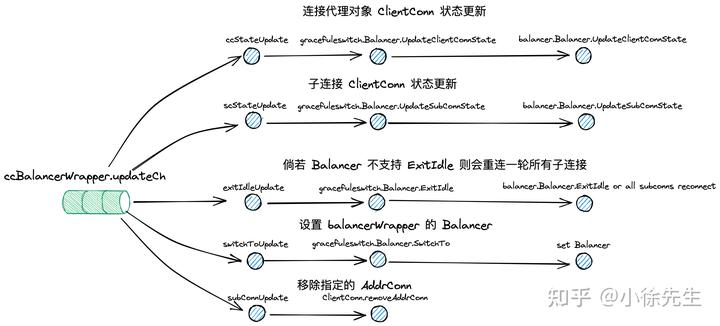 连接代理对象 ClientConn 状态更新
ccStateUpdate gracefulswitch.Balancer.UpdateClientConnState balancer.Balancer.UpdateClientConnState
子连接 ClientConn 状态更新
scStateUpdate gracefuleswitch.Balancer.UpdateSubConnState balancer.Balancer.UpdateSubConnState
倘若 Balancer 不支持 ExitIdle 则会重连一轮所有子连接
ccBalancerWrapper.updateCh
exitIdleUpdate gracefuleswitch.Balancer.ExitIdle balancer.Balancer.ExitIdle or all subconns reconnect
设置 balancerWrapper 的 Balancer
switchToUpdate gracefuleswitch.Balancer.SwitchTo set Balancer
移除指定的 AddrConn
subConnUpdate ClientConn.removeAddrConn
知乎 @小徐先生